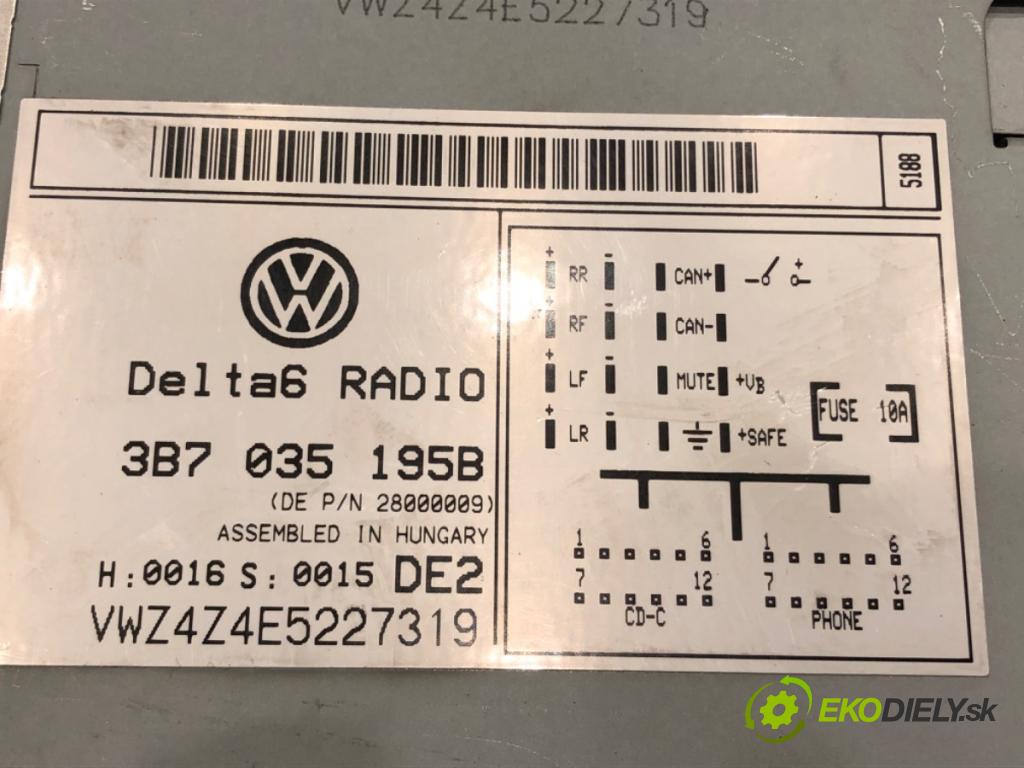 VWZ4Z4E5227319
5188
Delta6 RADIO
3B7 035 195B
(DE P/N 28000009)
ASSEMBLED IN HUNGARY
H:0016 S:0015 DE2
VWZ4Z4E5227319
+ RR - CAN+ +
+ RF - CAN-
+ LF - MUTE +VB
+ LR - +SAFE
FUSE 10A
1 6 1 6
7 12 7 12
CD-C PHONE
EKODIELY.sk